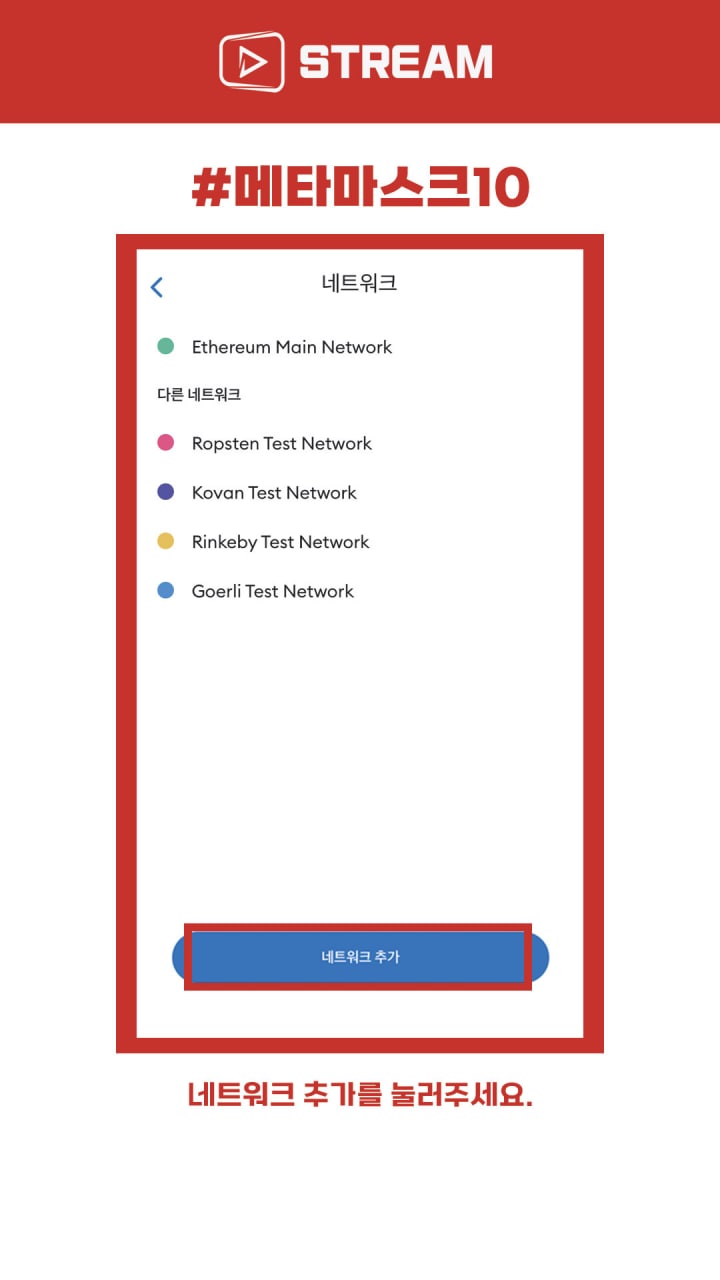 STREAM
#메타마스크10
네트워크
Ethereum Main Network
다른 네트워크
Ropsten Test Network
Kovan Test Network
Rinkeby Test Network
Goerli Test Network
네트워크 추가
네트워크 추가를 눌러주세요.